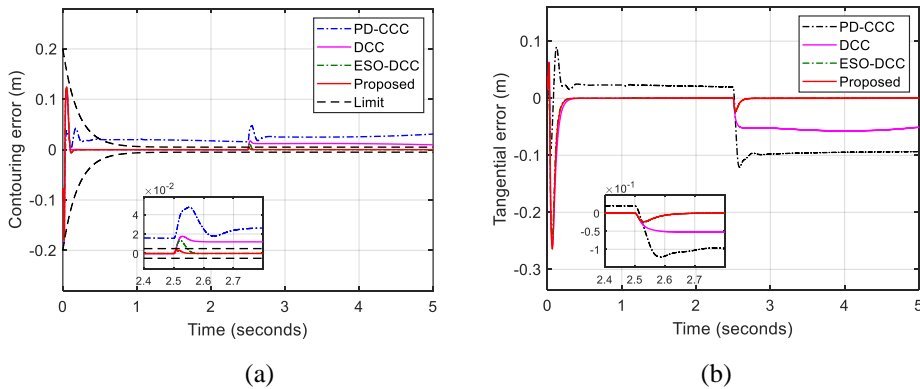 (a)
Contouring error (m)
0.2
0.1
0
-0.1
-0.2
PD-CCC
DCC
ESO-DCC
Proposed
Limit
×10⁻²
4
2
0
2.4 2.5 2.6 2.7
0 1 2 3 4 5
Time (seconds)
(a)
(b)
Tangential error (m)
0.1
0
-0.1
-0.2
-0.3
PD-CCC
DCC
ESO-DCC
Proposed
×10⁻¹
0
-0.5
-1
2.4 2.5 2.6 2.7
0 1 2 3 4 5
Time (seconds)
(b)